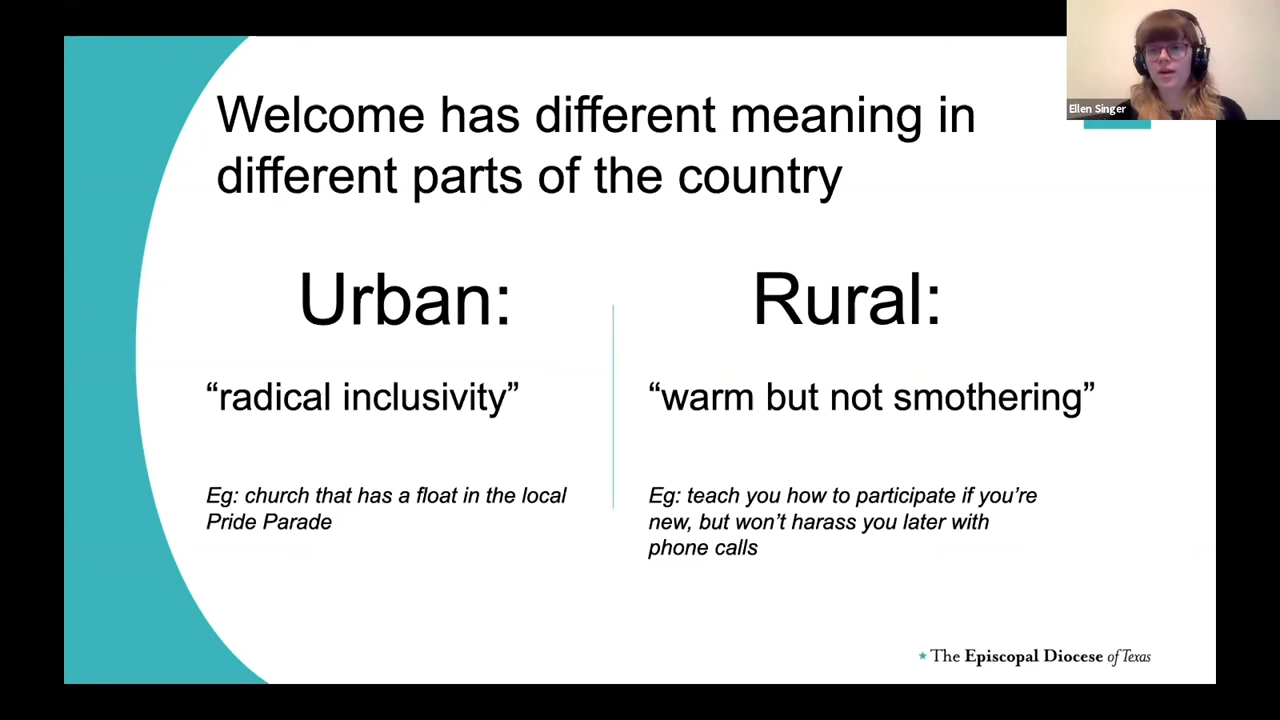 Welcome has different meaning in
different parts of the country
Ellen Singer
Urban:
“radical inclusivity”
Eg: church that has a float in the local
Pride Parade
Rural:
“warm but not smothering”
Eg: teach you how to participate if you’re
new, but won’t harass you later with
phone calls
The Episcopal Diocese of Texas